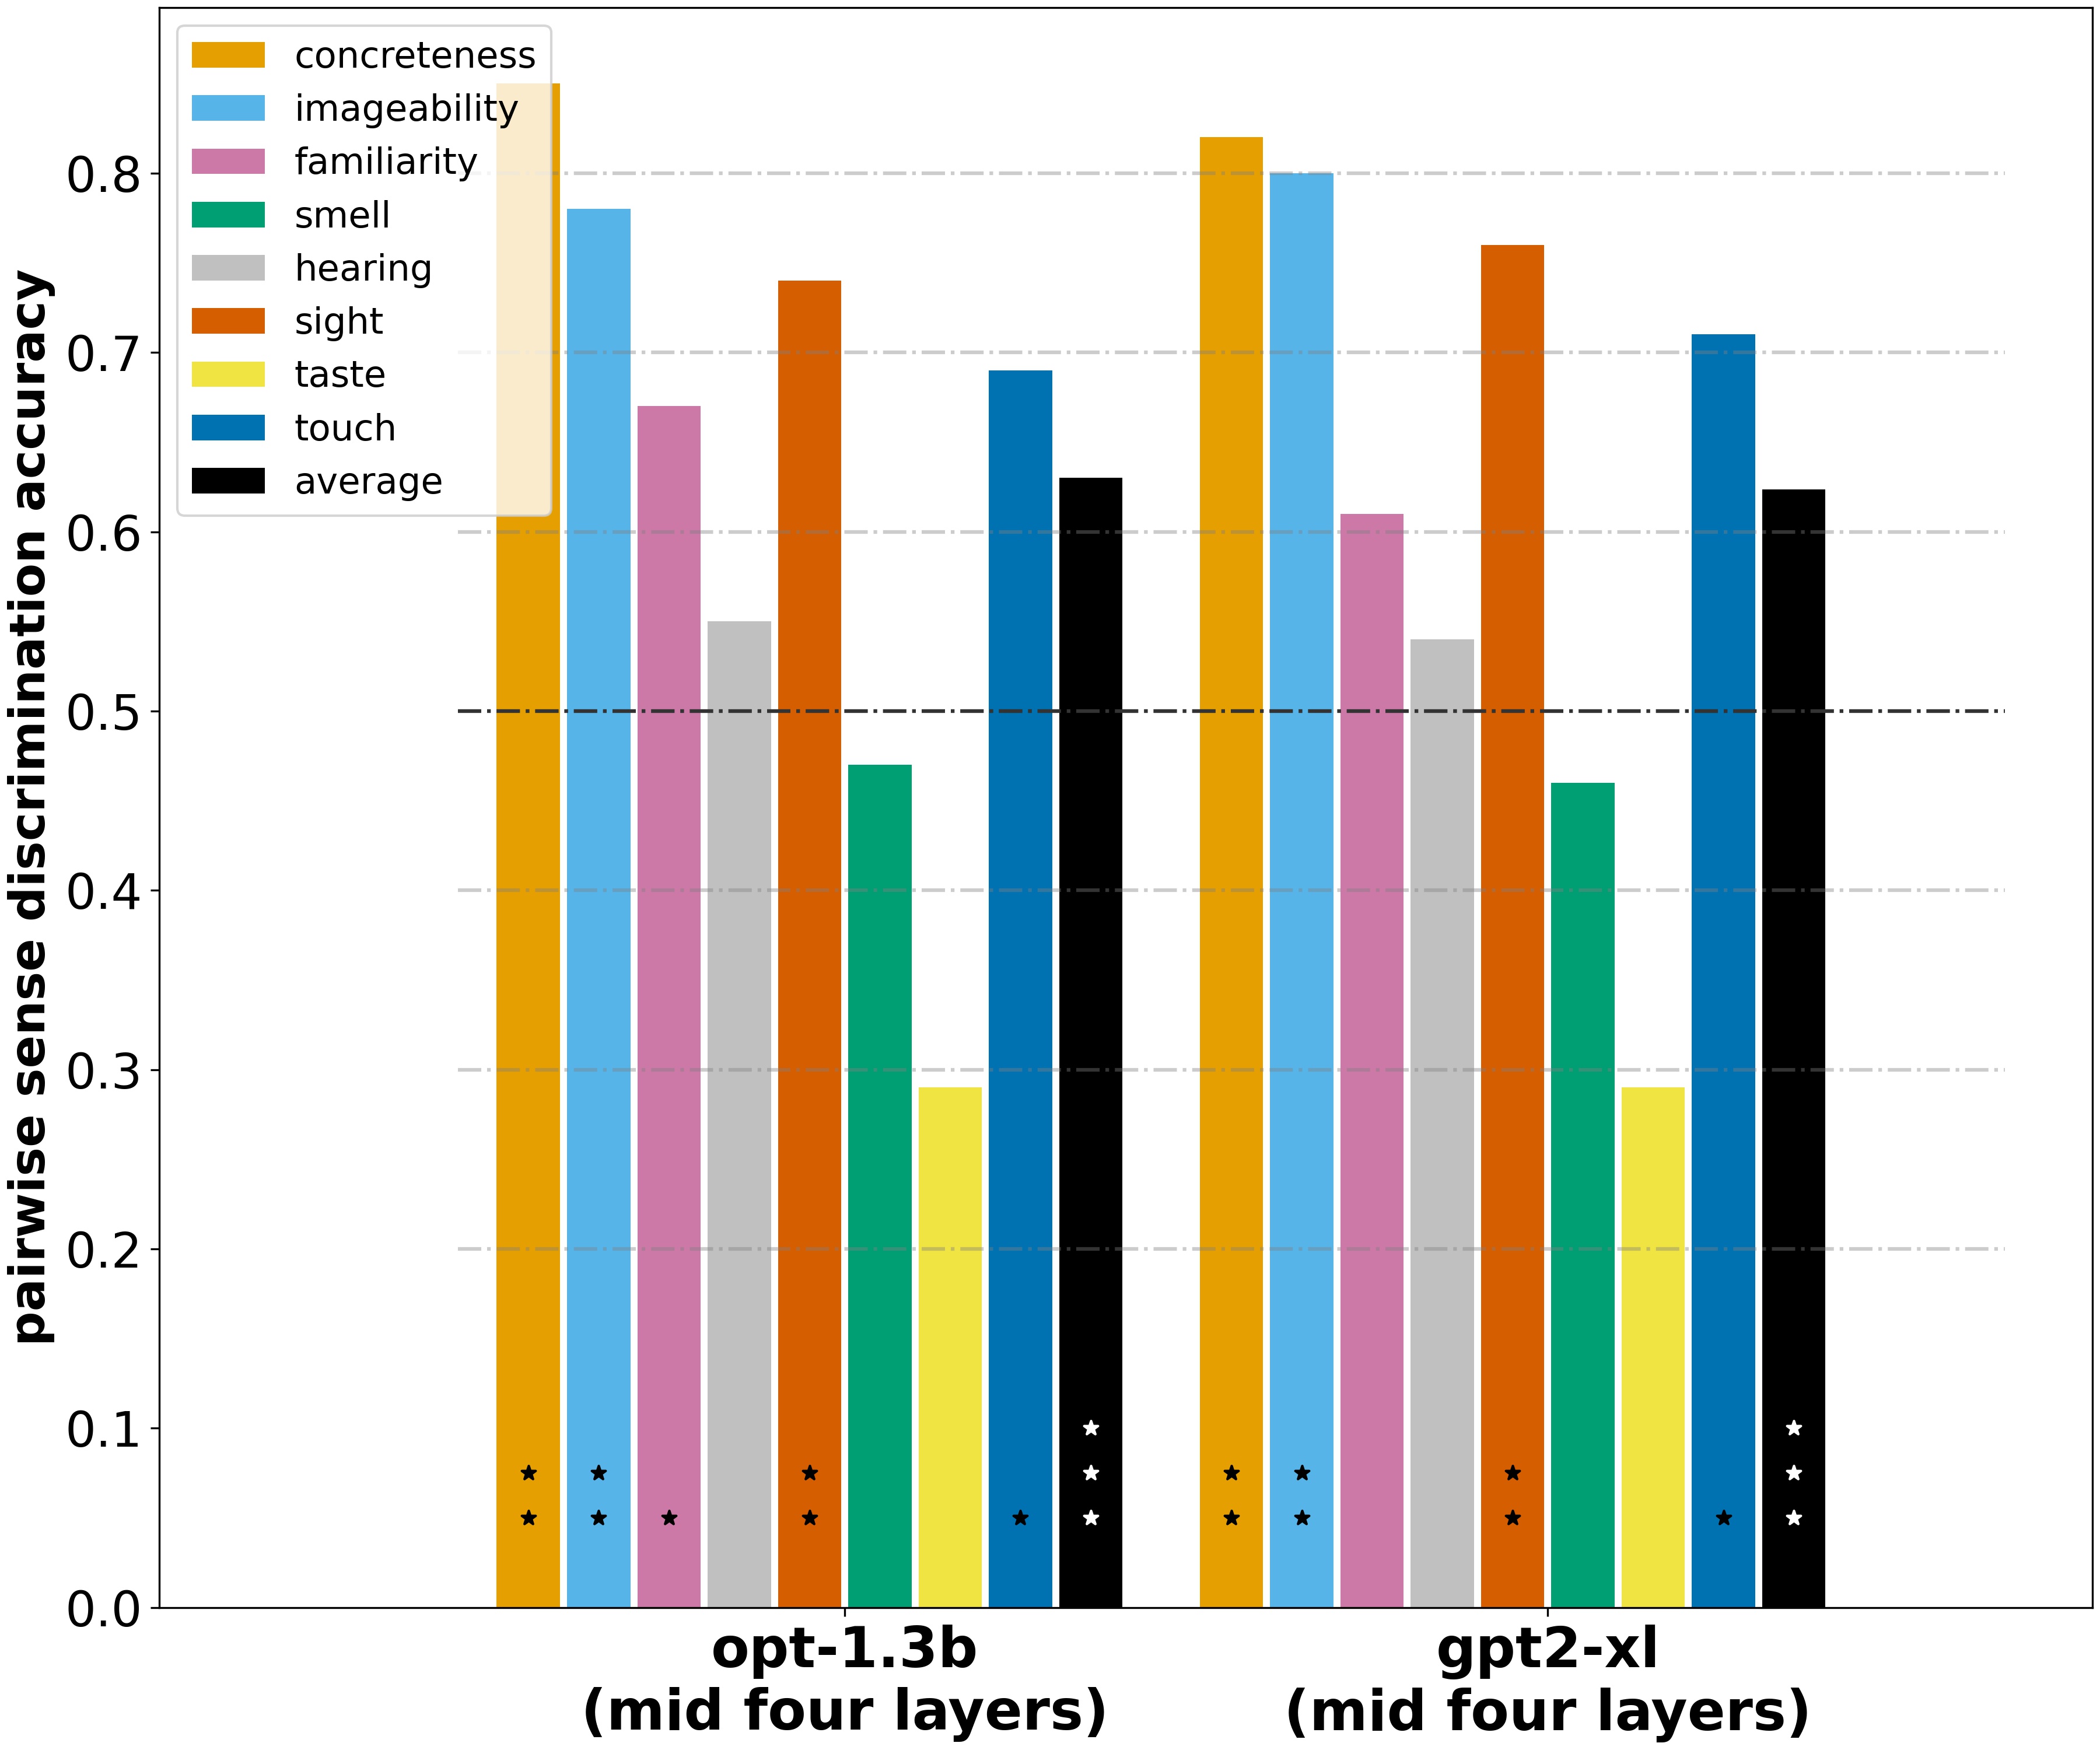 concreteness
imageability
familiarity
smell
hearing
sight
taste
touch
average
pairwise sense discrimination accuracy
0.8
0.7
0.6
0.5
0.4
0.3
0.2
0.1
0.0
opt-1.3b
(mid four layers)
gpt2-xl
(mid four layers)